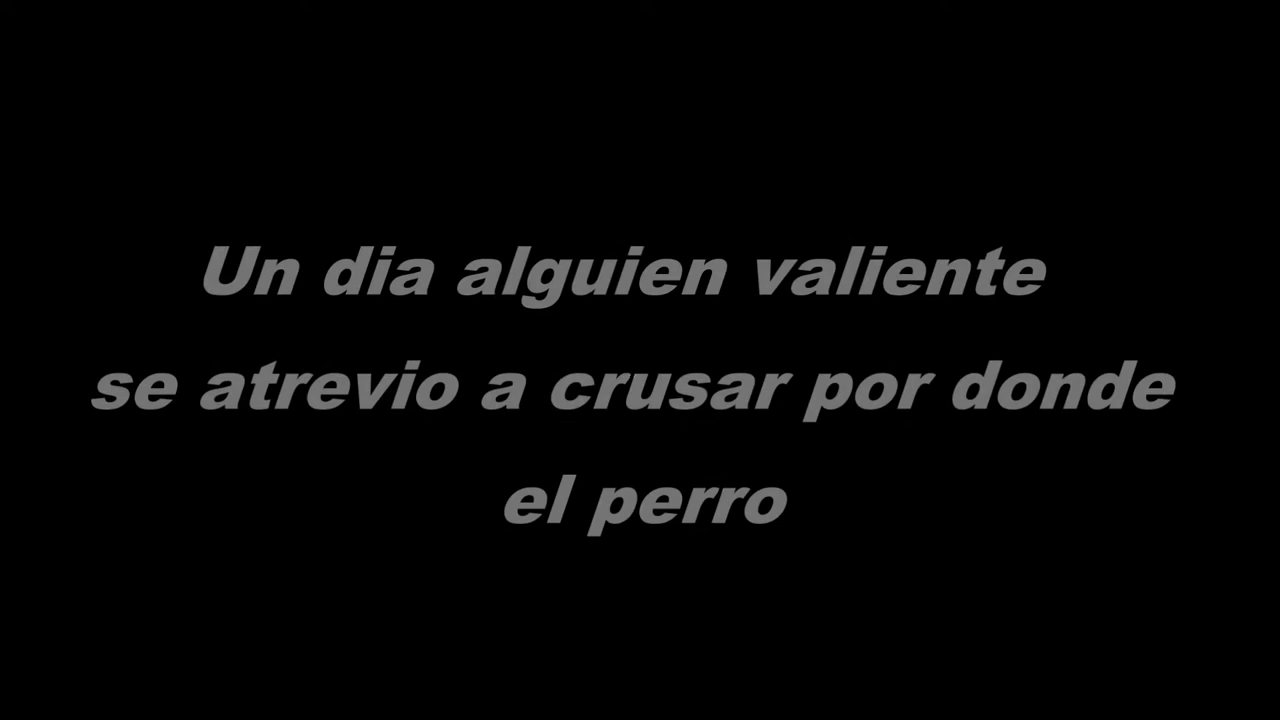 Un dia alguien valiente
se atrevio a crusar por donde
el perro